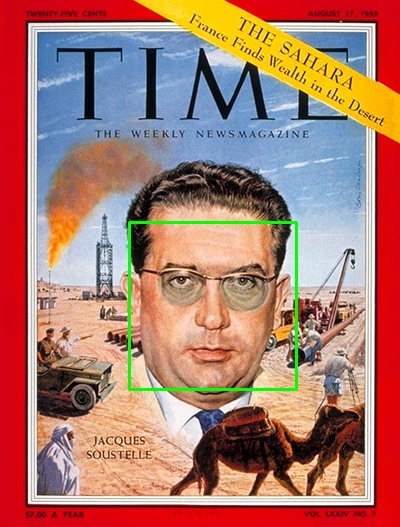 TWENTY-FIVE CENTS
AUGUST 17, 1959
THE SAHARA
France Finds Wealth in the Desert
TIME
THE WEEKLY NEWSMAGAZINE
JACQUES
SOUSTELLE
$7.00 A YEAR
VOL. LXXIV NO. 7